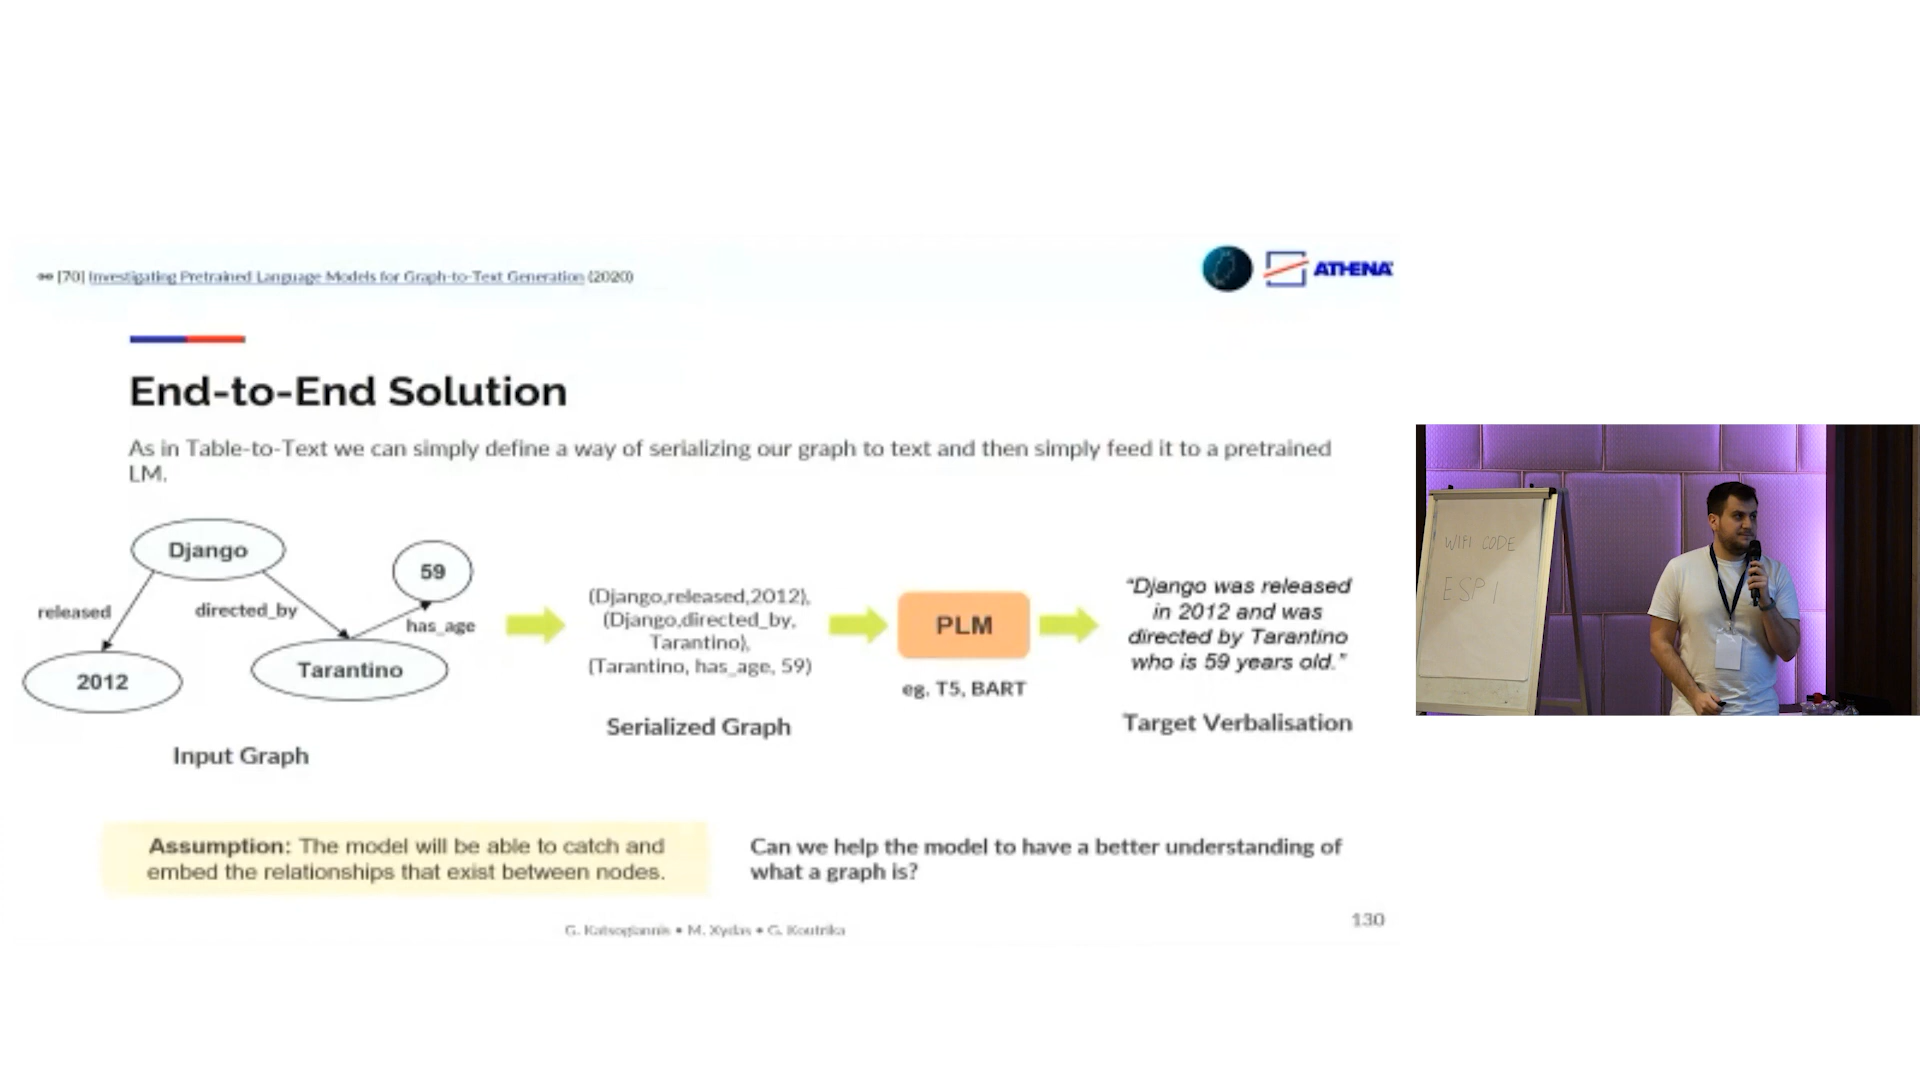 [70] Investigating Pretrained Language Models for Graph-to-Text Generation (2020)
ATHENA
End-to-End Solution
As in Table-to-Text we can simply define a way of serializing our graph to text and then simply feed it to a pretrained
LM.
Django
59
released
directed_by
has_age
2012
Tarantino
Input Graph
(Django,released,2012),
(Django,directed_by,
Tarantino),
(Tarantino, has_age, 59)
Serialized Graph
PLM
eg. T5, BART
"Django was released
in 2012 and was
directed by Tarantino
who is 59 years old."
Target Verbalisation
Assumption: The model will be able to catch and
embed the relationships that exist between nodes.
Can we help the model to have a better understanding of
what a graph is?
G. Katsogiannis • M. Xydas • G. Koutrika
130
WIFI CODE
ESP1